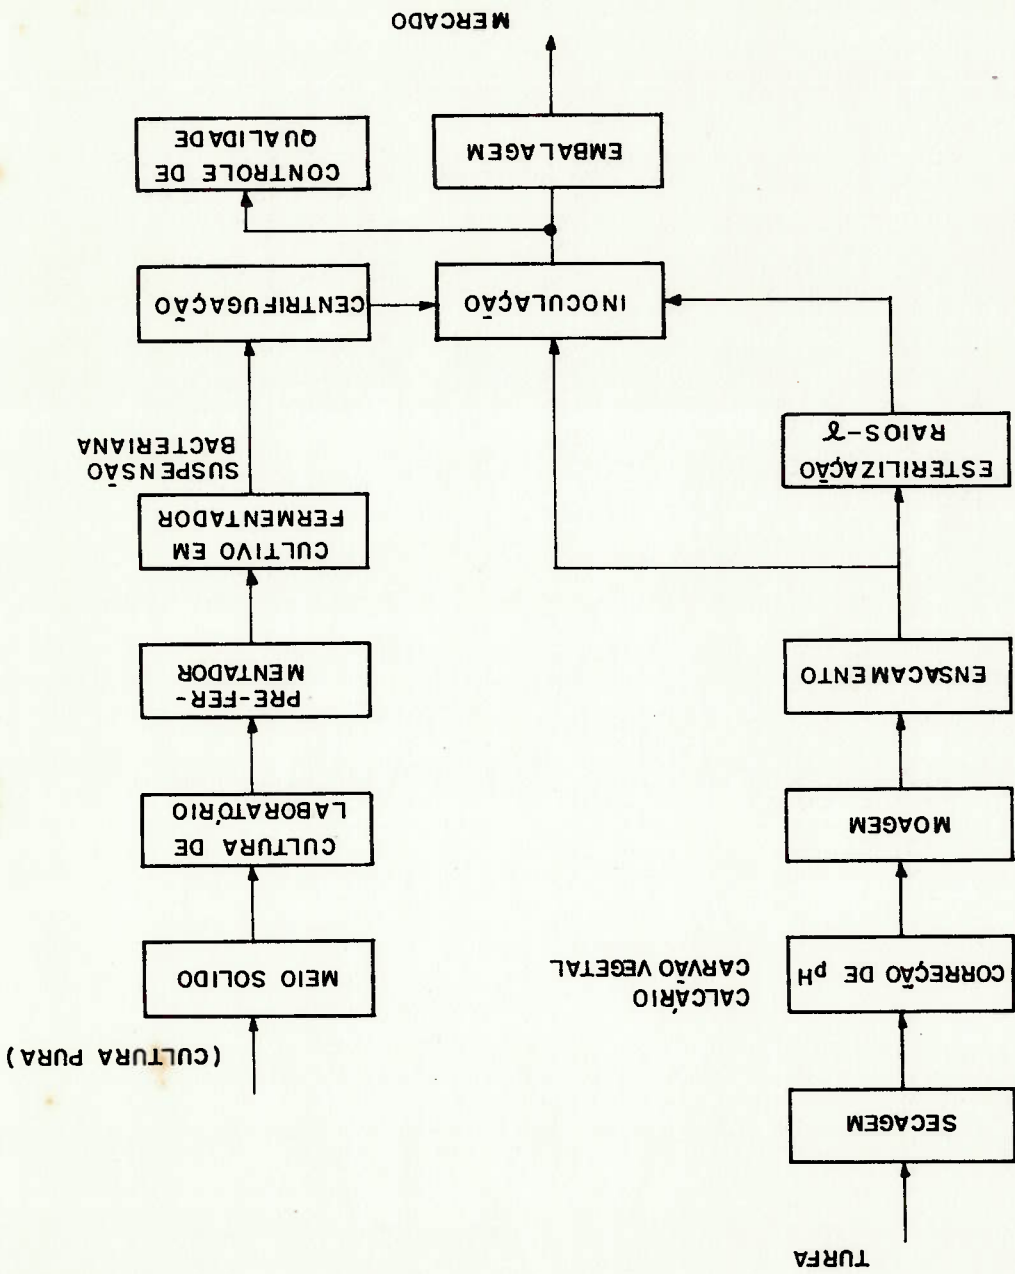 TURFA
SECAGEM
CORREÇÃO DE pH
CALCÁRIO
CARVÃO VEGETAL
MOAGEM
ENSACAMENTO
ESTERILIZAÇÃO
RAIOS-γ
(CULTURA PURA)
MEIO SOLIDO
CULTURA DE
LABORATÓRIO
PRE-FER-
MENTADOR
CULTIVO EM
FERMENTADOR
SUSPENSÃO
BACTERIANA
CENTRIFUGAÇÃO
INOCULAÇÃO
CONTROLE DE
QUALIDADE
EMBALAGEM
MERCADO